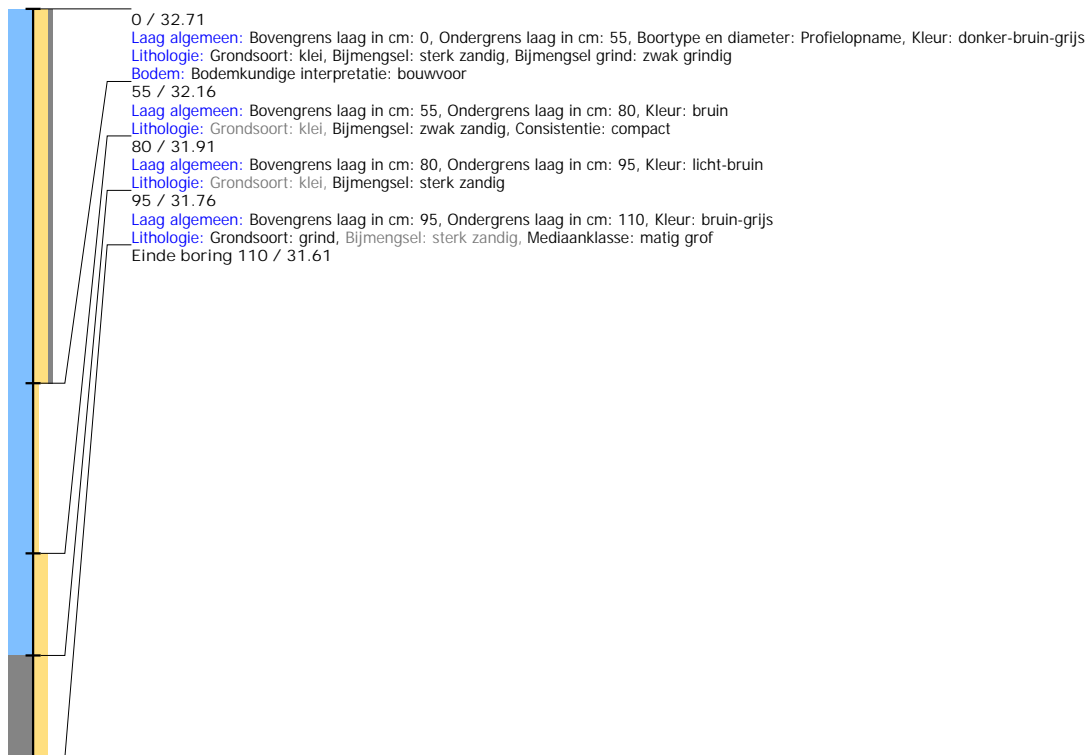 0 / 32.71
Laag algemeen: Bovengrens laag in cm: 0, Ondergrens laag in cm: 55, Boortype en diameter: Profielopname, Kleur: donker-bruin-grijs
Lithologie: Grondsoort: klei, Bijmengsel: sterk zandig, Bijmengsel grind: zwak grindig
Bodem: Bodemkundige interpretatie: bouwvoor
55 / 32.16
Laag algemeen: Bovengrens laag in cm: 55, Ondergrens laag in cm: 80, Kleur: bruin
Lithologie: Grondsoort: klei, Bijmengsel: zwak zandig, Consistentie: compact
80 / 31.91
Laag algemeen: Bovengrens laag in cm: 80, Ondergrens laag in cm: 95, Kleur: licht-bruin
Lithologie: Grondsoort: klei, Bijmengsel: sterk zandig
95 / 31.76
Laag algemeen: Bovengrens laag in cm: 95, Ondergrens laag in cm: 110, Kleur: bruin-grijs
Lithologie: Grondsoort: grind, Bijmengsel: sterk zandig, Mediaanklasse: matig grof
Einde boring 110 / 31.61